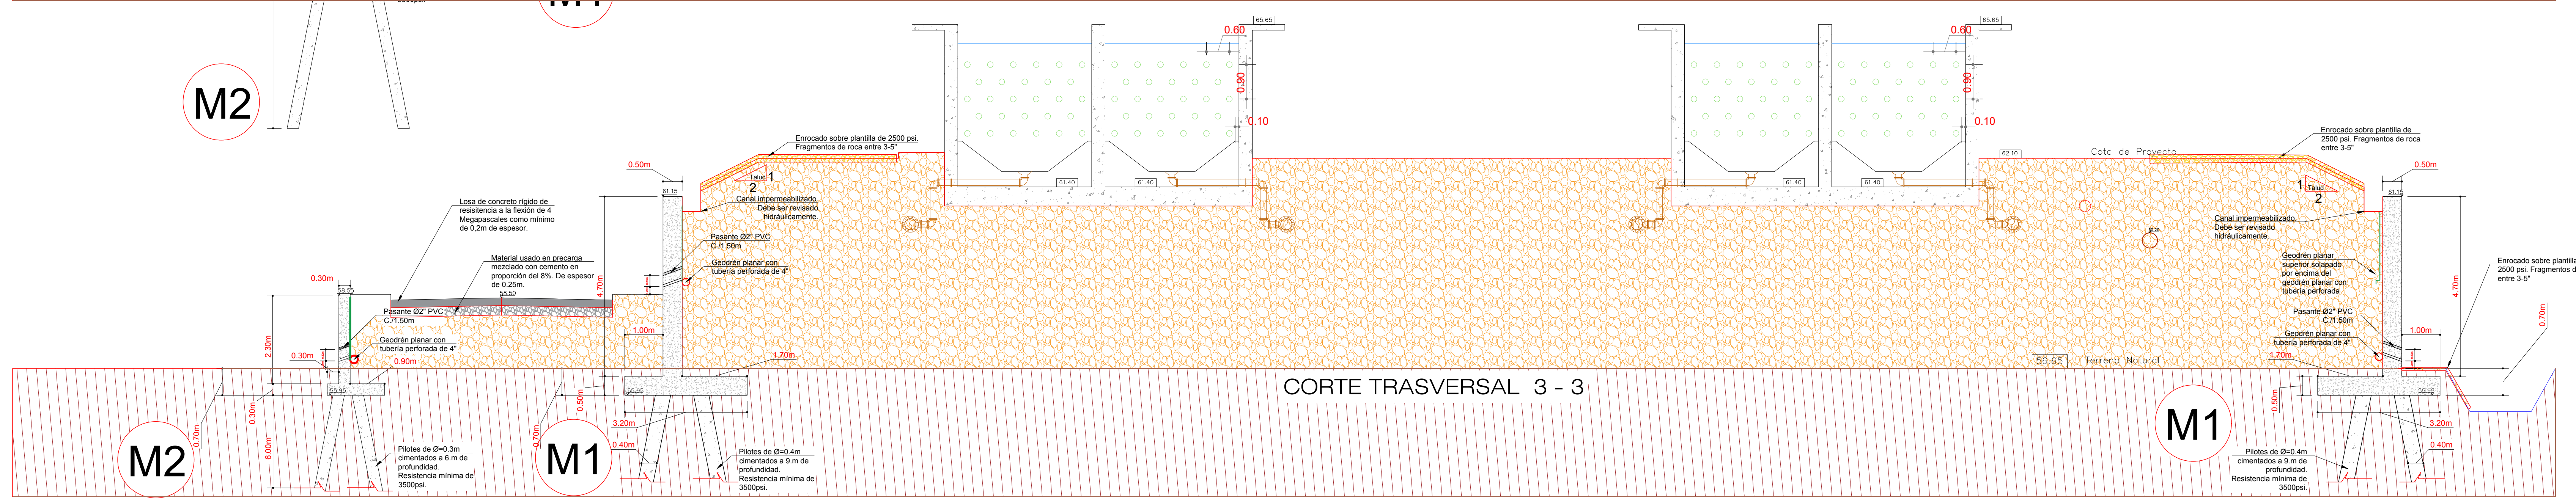 M2
65.65
0.60
0.90
0.10
61.40
61.40
65.65
0.60
0.90
0.10
61.40
61.40
62.10
Cota de Proyecto
Enrocado sobre plantilla de 2500 psi.
Fragmentos de roca entre 3-5"
Talud
1
2
0.50m
61.15
Canal impermeabilizado.
Debe ser revisado
hidráulicamente.
Losa de concreto rígido de
resisitencia a la flexión de 4
Megapascales como mínimo
de 0,2m de espesor.
Material usado en precarga
mezclado con cemento en
proporción del 8%. De espesor
de 0.25m.
58.50
Pasante Ø2" PVC
C./1.50m
Geodrén planar con
tubería perforada de 4"
4.70m
0.30m
58.55
Pasante Ø2" PVC
C./1.50m
Geodrén planar con
tubería perforada de 4"
2.30m
0.30m
0.90m
1.00m
1.70m
55.95
55.95
0.70m
0.30m
6.00m
0.50m
0.70m
3.20m
0.40m
M2
Pilotes de Ø=0.3m
cimentados a 6.m de
profundidad.
Resistencia mínima de
3500psi.
M1
Pilotes de Ø=0.4m
cimentados a 9.m de
profundidad.
Resistencia mínima de
3500psi.
CORTE TRASVERSAL 3 - 3
56.65
Terreno Natural
Enrocado sobre plantilla de
2500 psi. Fragmentos de roca
entre 3-5"
0.50m
61.15
1
Talud
2
Canal impermeabilizado.
Debe ser revisado
hidráulicamente.
Geodrén planar
superior solapado
por encima del
geodrén planar con
tubería perforada
Pasante Ø2" PVC
C./1.50m
Geodrén planar con
tubería perforada de 4"
4.70m
Enrocado sobre plantilla
2500 psi. Fragmentos d
entre 3-5"
0.70m
1.00m
1.70m
55.95
0.50m
3.20m
0.40m
M1
Pilotes de Ø=0.4m
cimentados a 9.m de
profundidad.
Resistencia mínima de
3500psi.